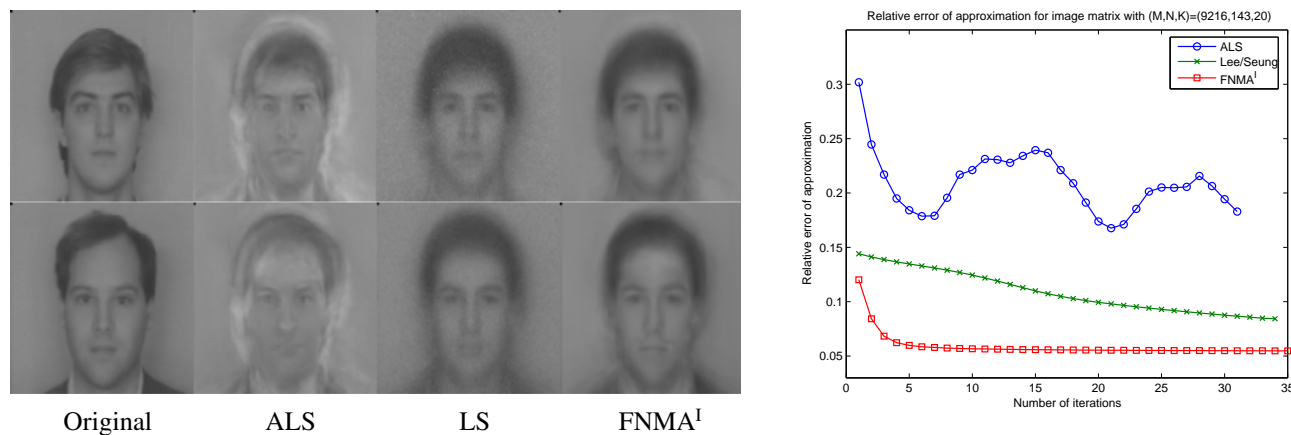 Original ALS LS FNMAᴵ
Relative error of approximation for image matrix with (M,N,K)=(9216,143,20)
ALS
Lee/Seung
FNMAᴵ
Relative error of approximation
0.3
0.25
0.2
0.15
0.1
0.05
0 5 10 15 20 25 30 35
Number of iterations